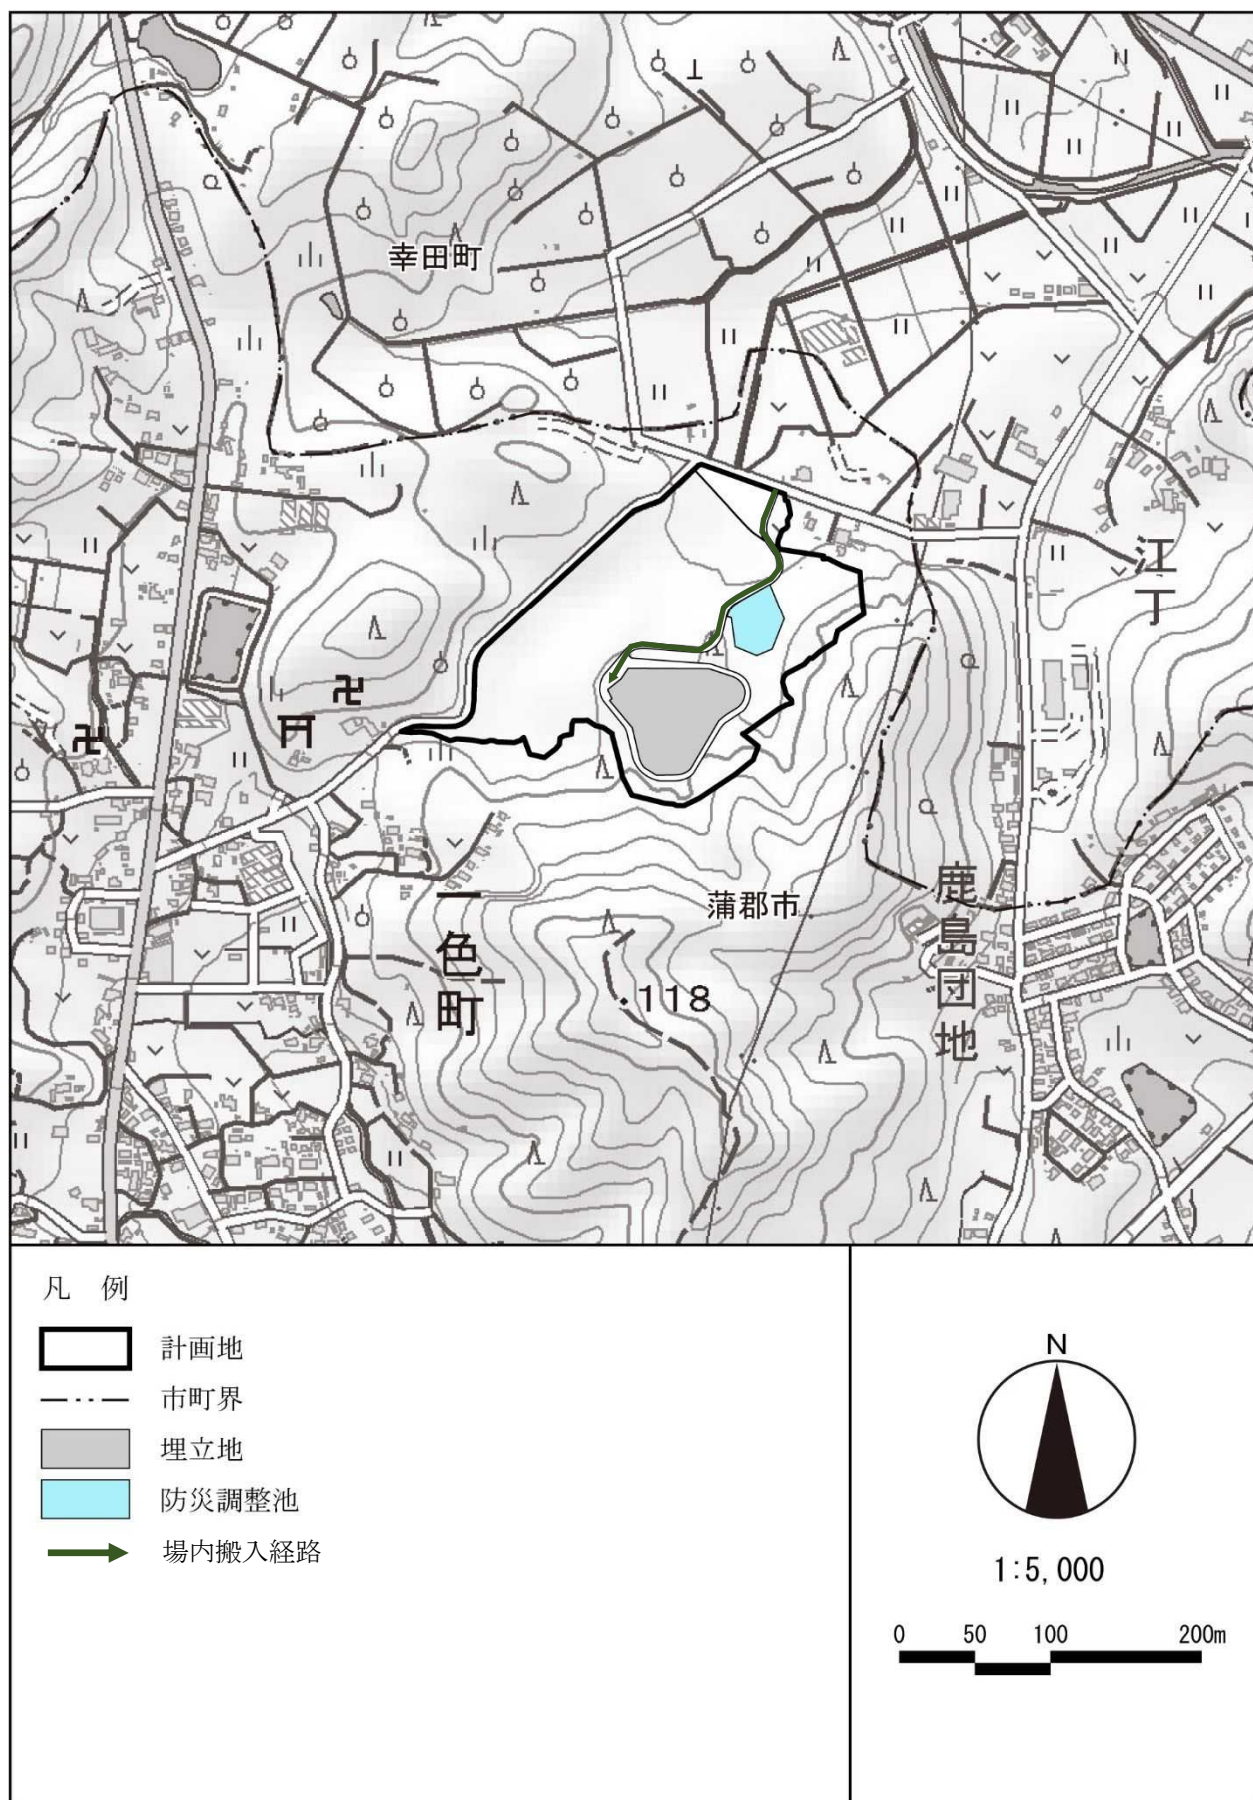 幸田町
江丁
蒲郡市
一色町
118
鹿島団地
凡 例
計画地
市町界
埋立地
防災調整池
場内搬入経路
N
1:5,000
0 50 100 200m